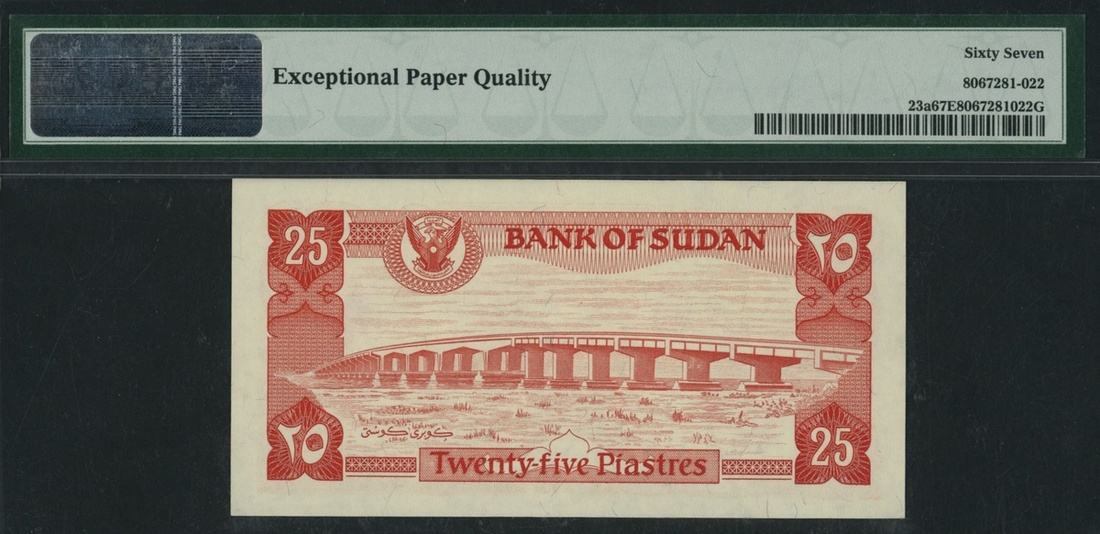 Exceptional Paper Quality
Sixty Seven
8067281-022
23a67E8067281022G
25
BANK OF SUDAN
٢٥
كوبري كوستي
٢٥
Twenty-five Piastres
25